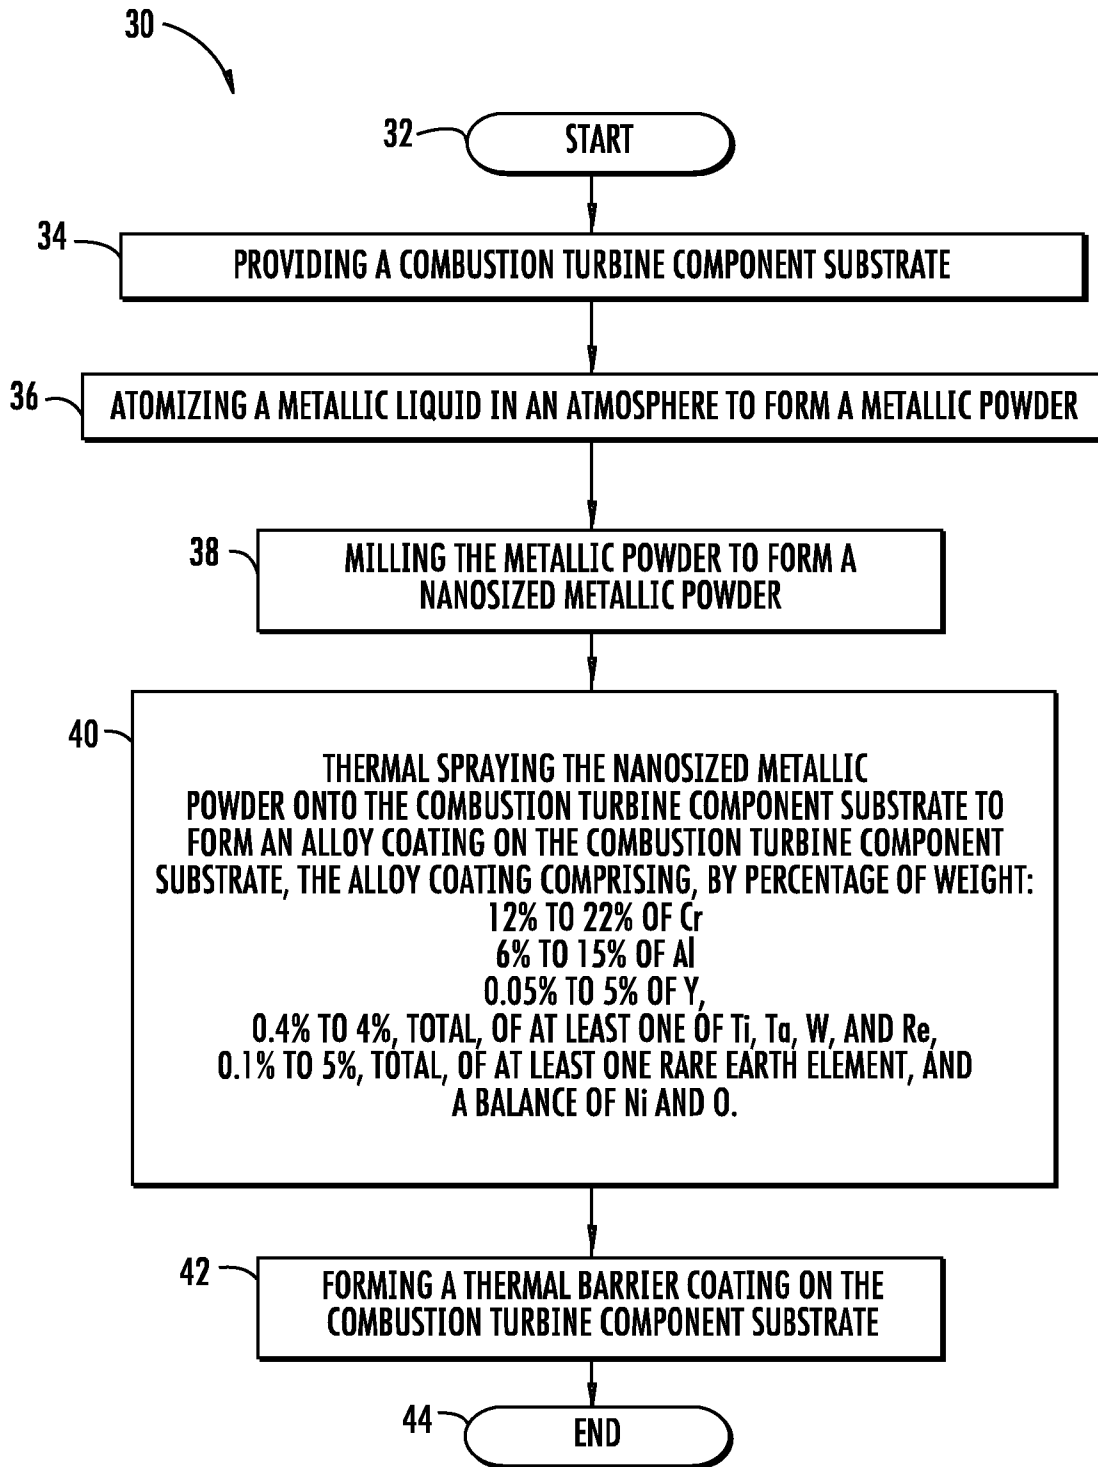 30
32
START
34
PROVIDING A COMBUSTION TURBINE COMPONENT SUBSTRATE
36
ATOMIZING A METALLIC LIQUID IN AN ATMOSPHERE TO FORM A METALLIC POWDER
38
MILLING THE METALLIC POWDER TO FORM A
NANOSIZED METALLIC POWDER
40
THERMAL SPRAYING THE NANOSIZED METALLIC
POWDER ONTO THE COMBUSTION TURBINE COMPONENT SUBSTRATE TO
FORM AN ALLOY COATING ON THE COMBUSTION TURBINE COMPONENT
SUBSTRATE, THE ALLOY COATING COMPRISING, BY PERCENTAGE OF WEIGHT:
12% TO 22% OF Cr
6% TO 15% OF Al
0.05% TO 5% OF Y,
0.4% TO 4%, TOTAL, OF AT LEAST ONE OF Ti, Ta, W, AND Re,
0.1% TO 5%, TOTAL, OF AT LEAST ONE RARE EARTH ELEMENT, AND
A BALANCE OF Ni AND O.
42
FORMING A THERMAL BARRIER COATING ON THE
COMBUSTION TURBINE COMPONENT SUBSTRATE
44
END